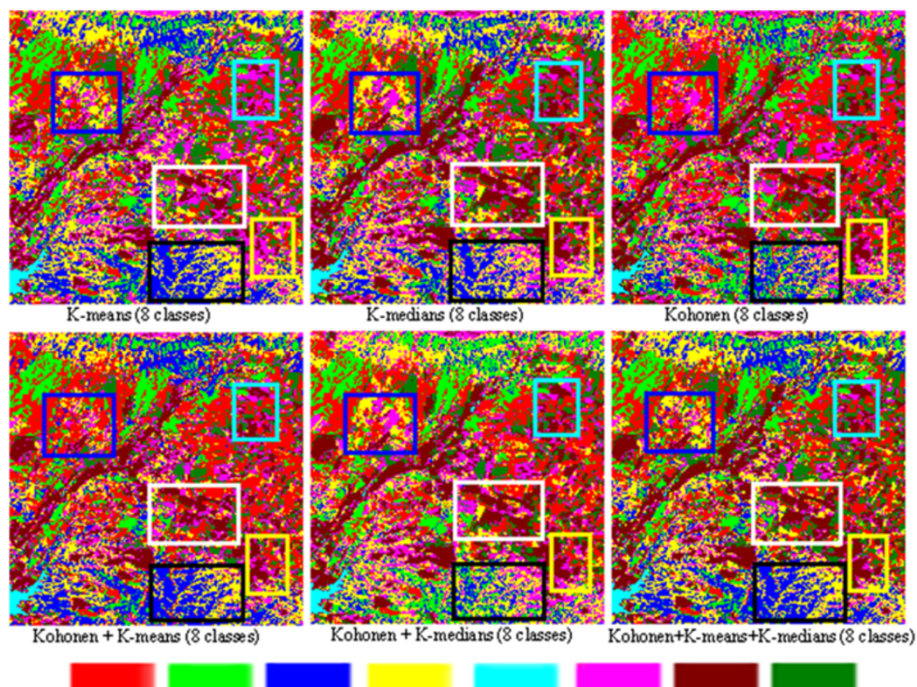 K-means (8 classes)
K-medians (8 classes)
Kohonen (8 classes)
Kohonen + K-means (8 classes)
Kohonen + K-medians (8 classes)
Kohonen+K-means+K-medians (8 classes)